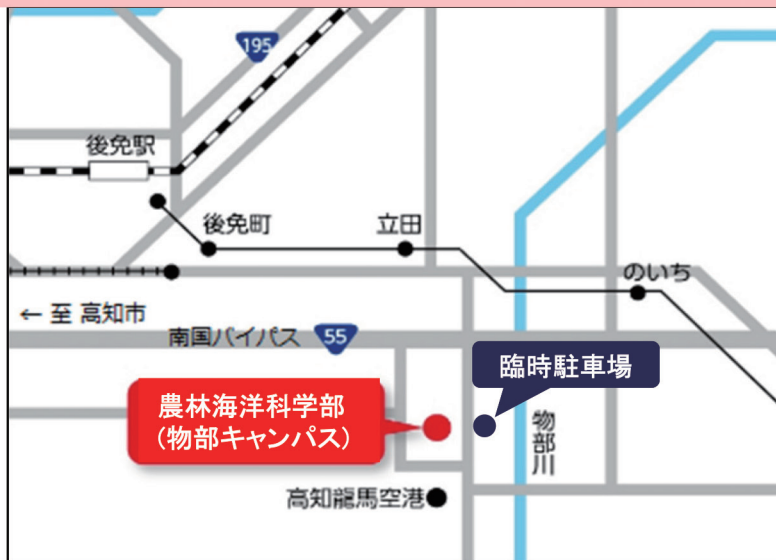 195
後免駅
後免町
立田
のいち
← 至 高知市
南国バイパス 55
臨時駐車場
農林海洋科学部
(物部キャンパス)
物部川
高知龍馬空港